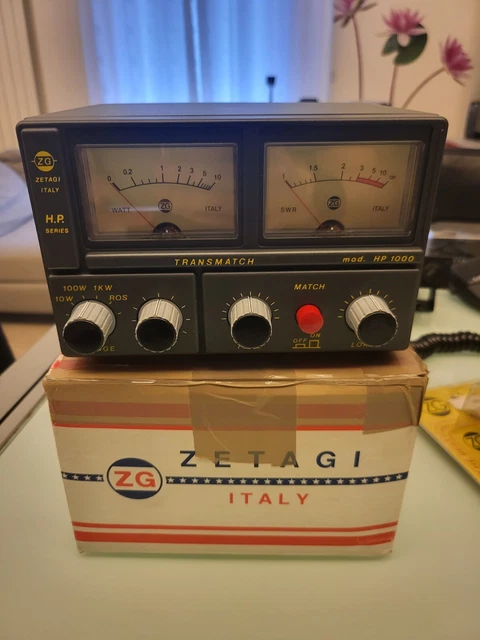 ZG
ZETAGI
ITALY
H.P.
SERIES
0 0.2 1 2 3 5 10
WATT ZG ITALY
1 1.5 2 3 5 10 ∞
SWR ZG ITALY
TRANSMATCH mod. HP 1000
100W 1KW
10W ROS
MATCH
ON
OFF
ZG ZETAGI
ITALY